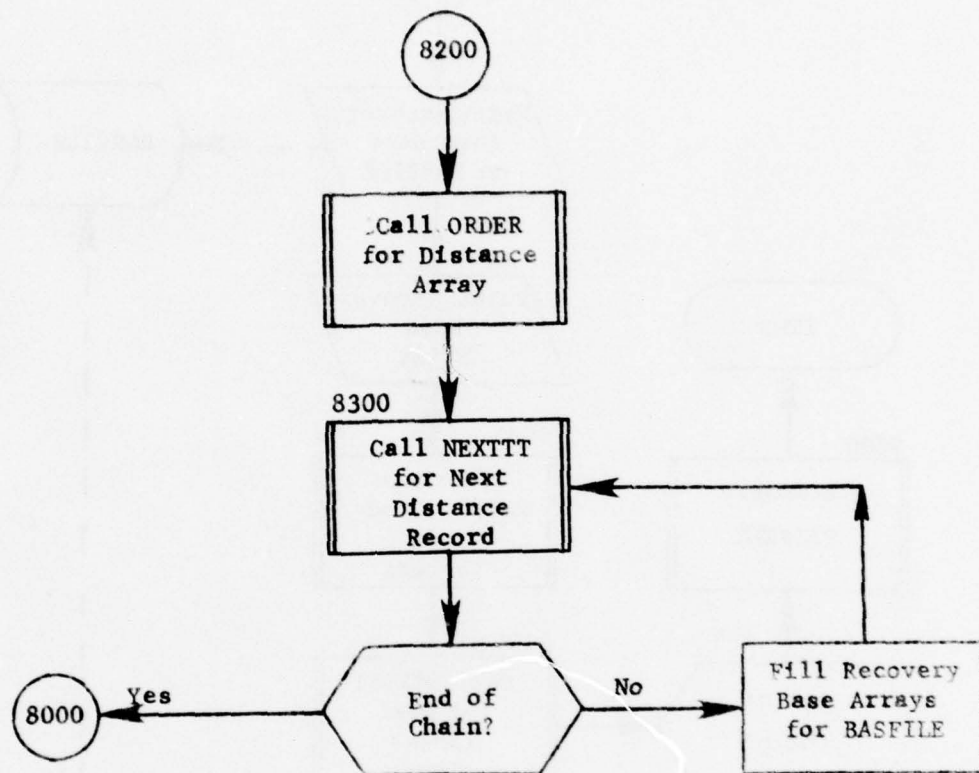 8200
Call ORDER
for Distance
Array
8300
Call NEXTTT
for Next
Distance
Record
End of
Chain?
Yes
8000
No
Fill Recovery
Base Arrays
for BASFILE